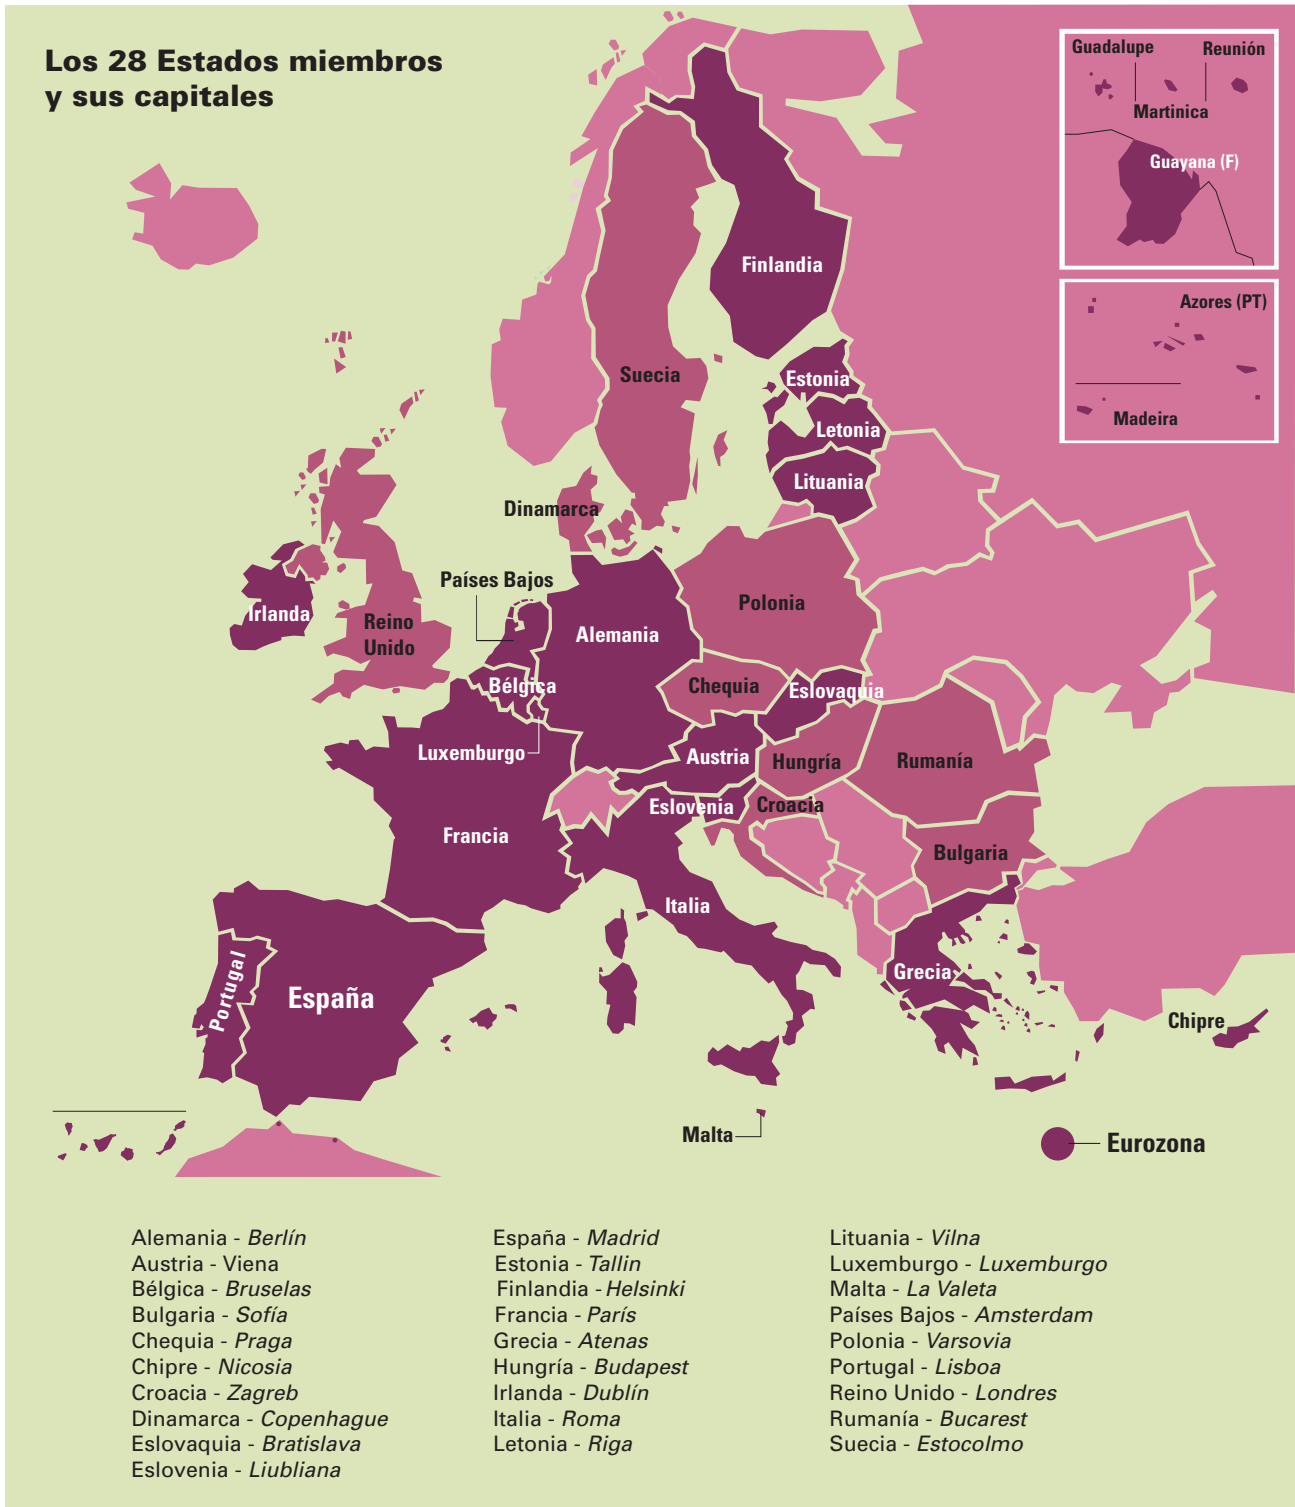 Los 28 Estados miembros
y sus capitales
Guadalupe
Reunión
Martinica
Guayana (F)
Azores (PT)
Madeira
Finlandia
Suecia
Estonia
Letonia
Lituania
Dinamarca
Países Bajos
Irlanda
Reino
Unido
Alemania
Polonia
Bélgica
Chequia
Eslovaquia
Luxemburgo
Austria
Hungría
Rumanía
Eslovenia
Croacia
Francia
Bulgaria
Italia
Portugal
España
Grecia
Chipre
Malta
Eurozona
Alemania - Berlín
Austria - Viena
Bélgica - Bruselas
Bulgaria - Sofía
Chequia - Praga
Chipre - Nicosia
Croacia - Zagreb
Dinamarca - Copenhague
Eslovaquia - Bratislava
Eslovenia - Liubliana
España - Madrid
Estonia - Tallin
Finlandia - Helsinki
Francia - París
Grecia - Atenas
Hungría - Budapest
Irlanda - Dublín
Italia - Roma
Letonia - Riga
Lituania - Vilna
Luxemburgo - Luxemburgo
Malta - La Valeta
Países Bajos - Amsterdam
Polonia - Varsovia
Portugal - Lisboa
Reino Unido - Londres
Rumanía - Bucarest
Suecia - Estocolmo